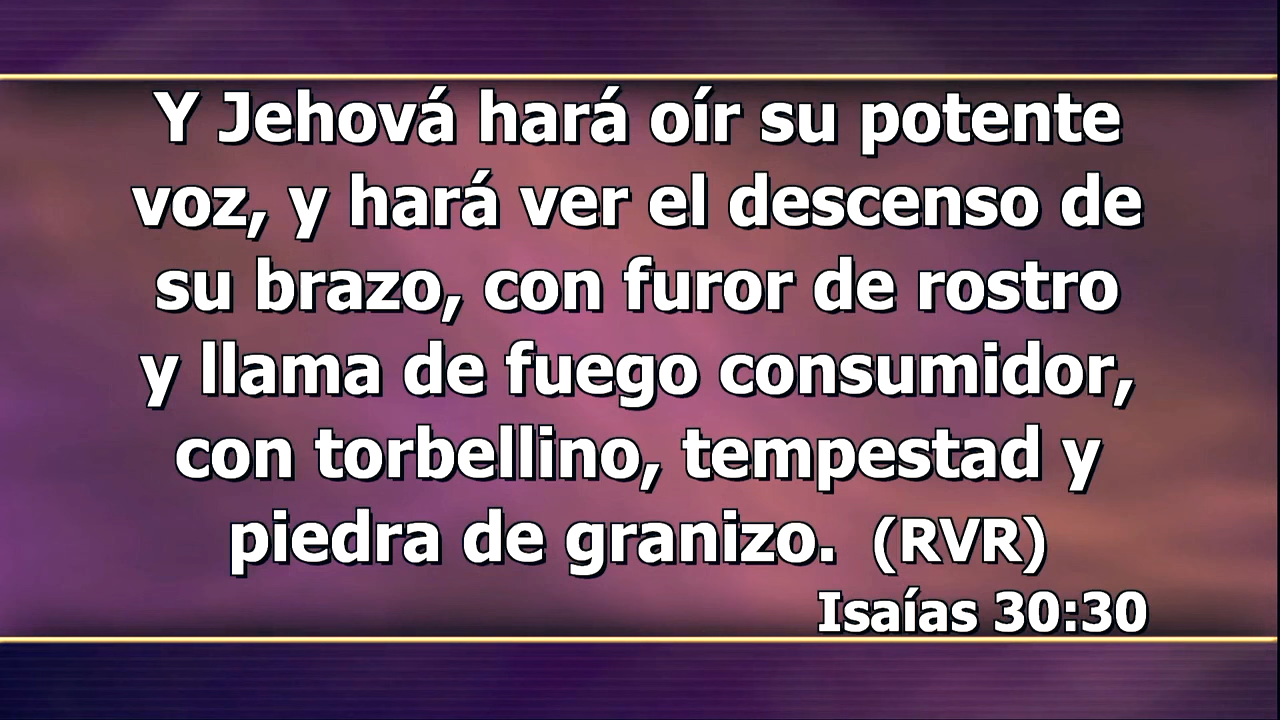 Y Jehová hará oír su potente
voz, y hará ver el descenso de
su brazo, con furor de rostro
y llama de fuego consumidor,
con torbellino, tempestad y
piedra de granizo. (RVR)
Isaías 30:30